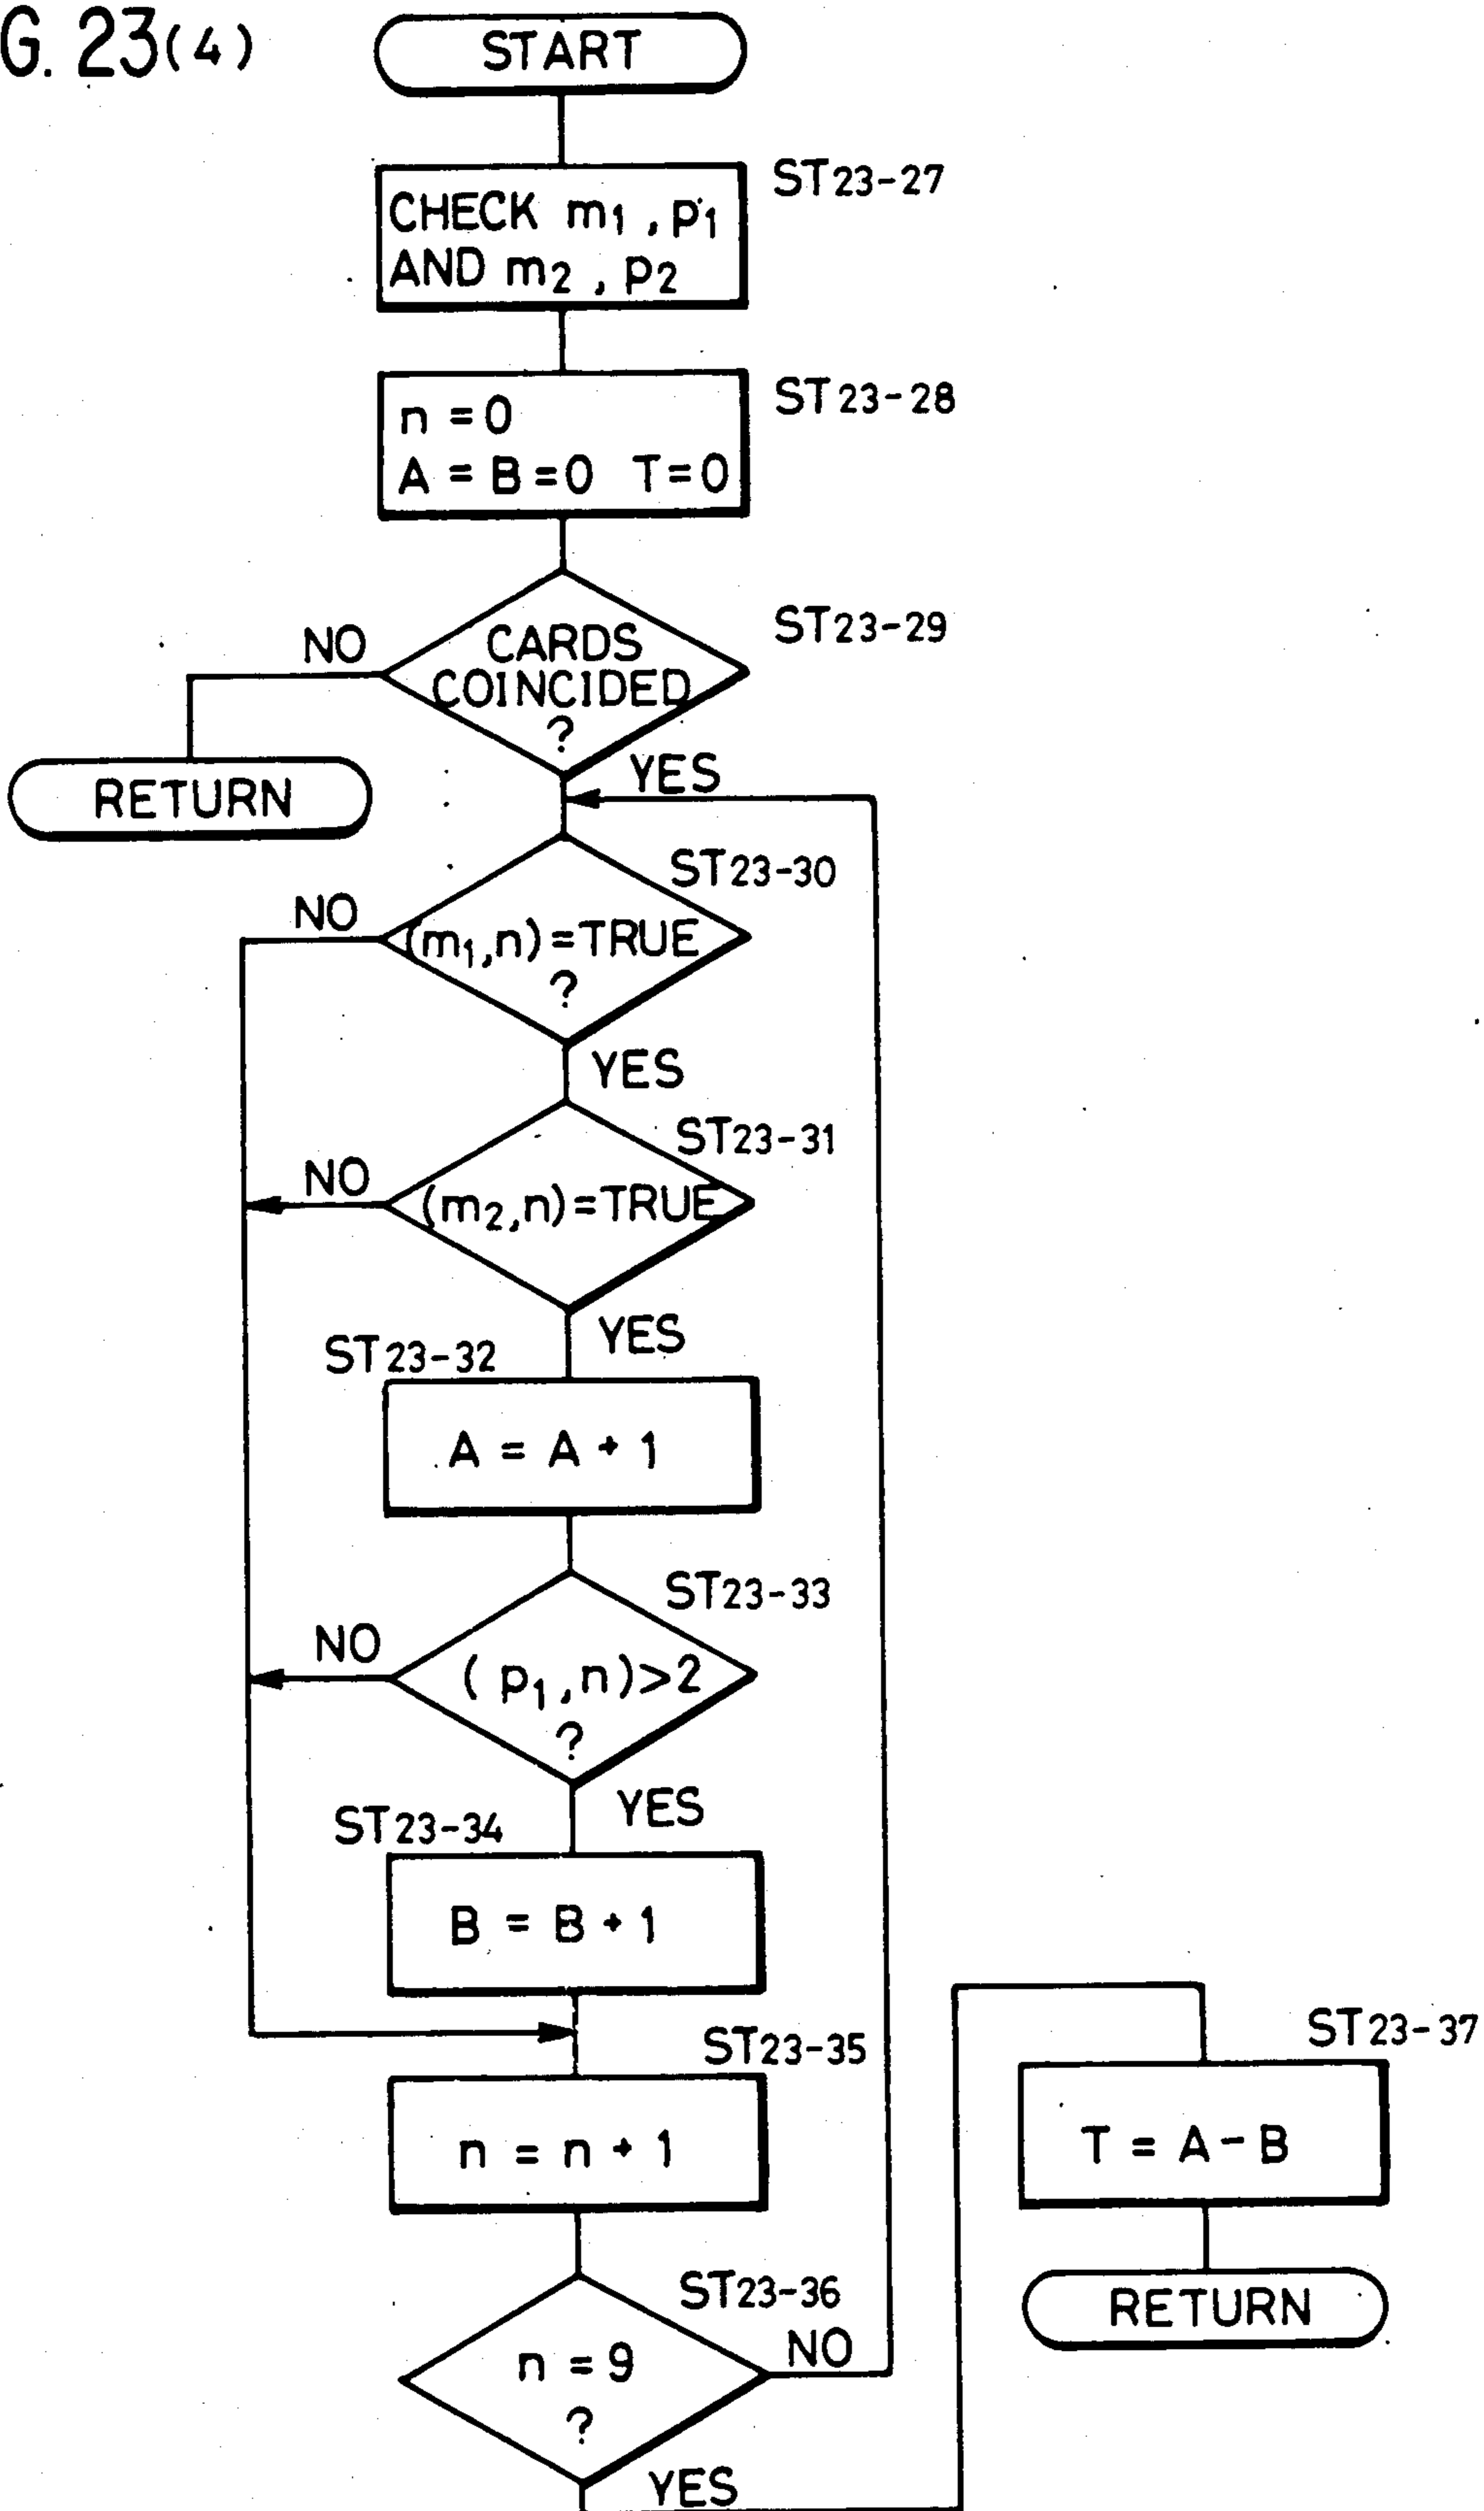 G. 23(4)
START
ST23-27
CHECK m1, p1
AND m2, p2
ST23-28
n = 0
A = B = 0 T = 0
ST23-29
NO
CARDS
COINCIDED
?
YES
RETURN
ST23-30
NO
(m1, n) = TRUE
?
YES
ST23-31
NO
(m2, n) = TRUE
YES
ST23-32
A = A + 1
ST23-33
NO
(p1, n) > 2
?
YES
ST23-34
B = B + 1
ST23-35
n = n + 1
ST23-36
n = 9
?
NO
YES
ST23-37
T = A - B
RETURN